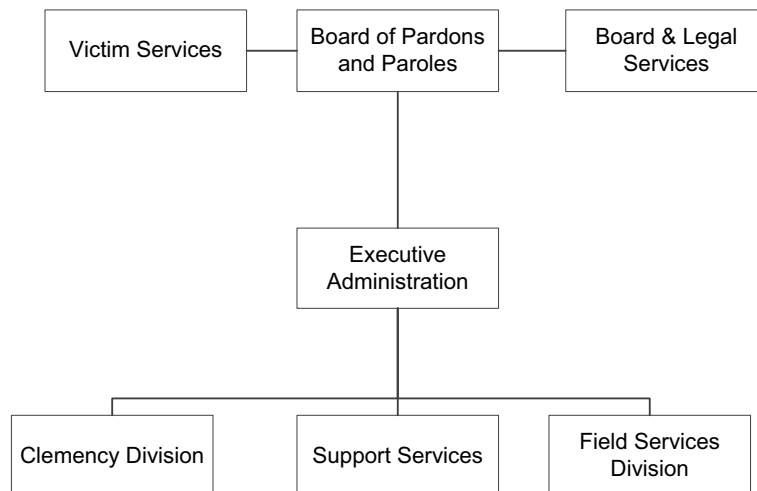 Victim Services
Board of Pardons
and Paroles
Board & Legal
Services
Executive
Administration
Clemency Division
Support Services
Field Services
Division